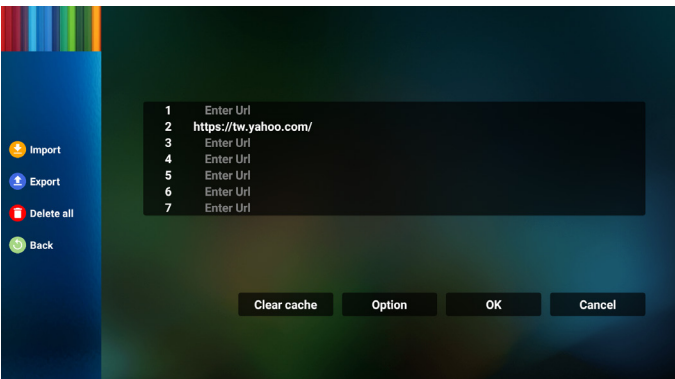 Import
Export
Delete all
Back
1 Enter Url
2 https://tw.yahoo.com/
3 Enter Url
4 Enter Url
5 Enter Url
6 Enter Url
7 Enter Url
Clear cache Option OK Cancel